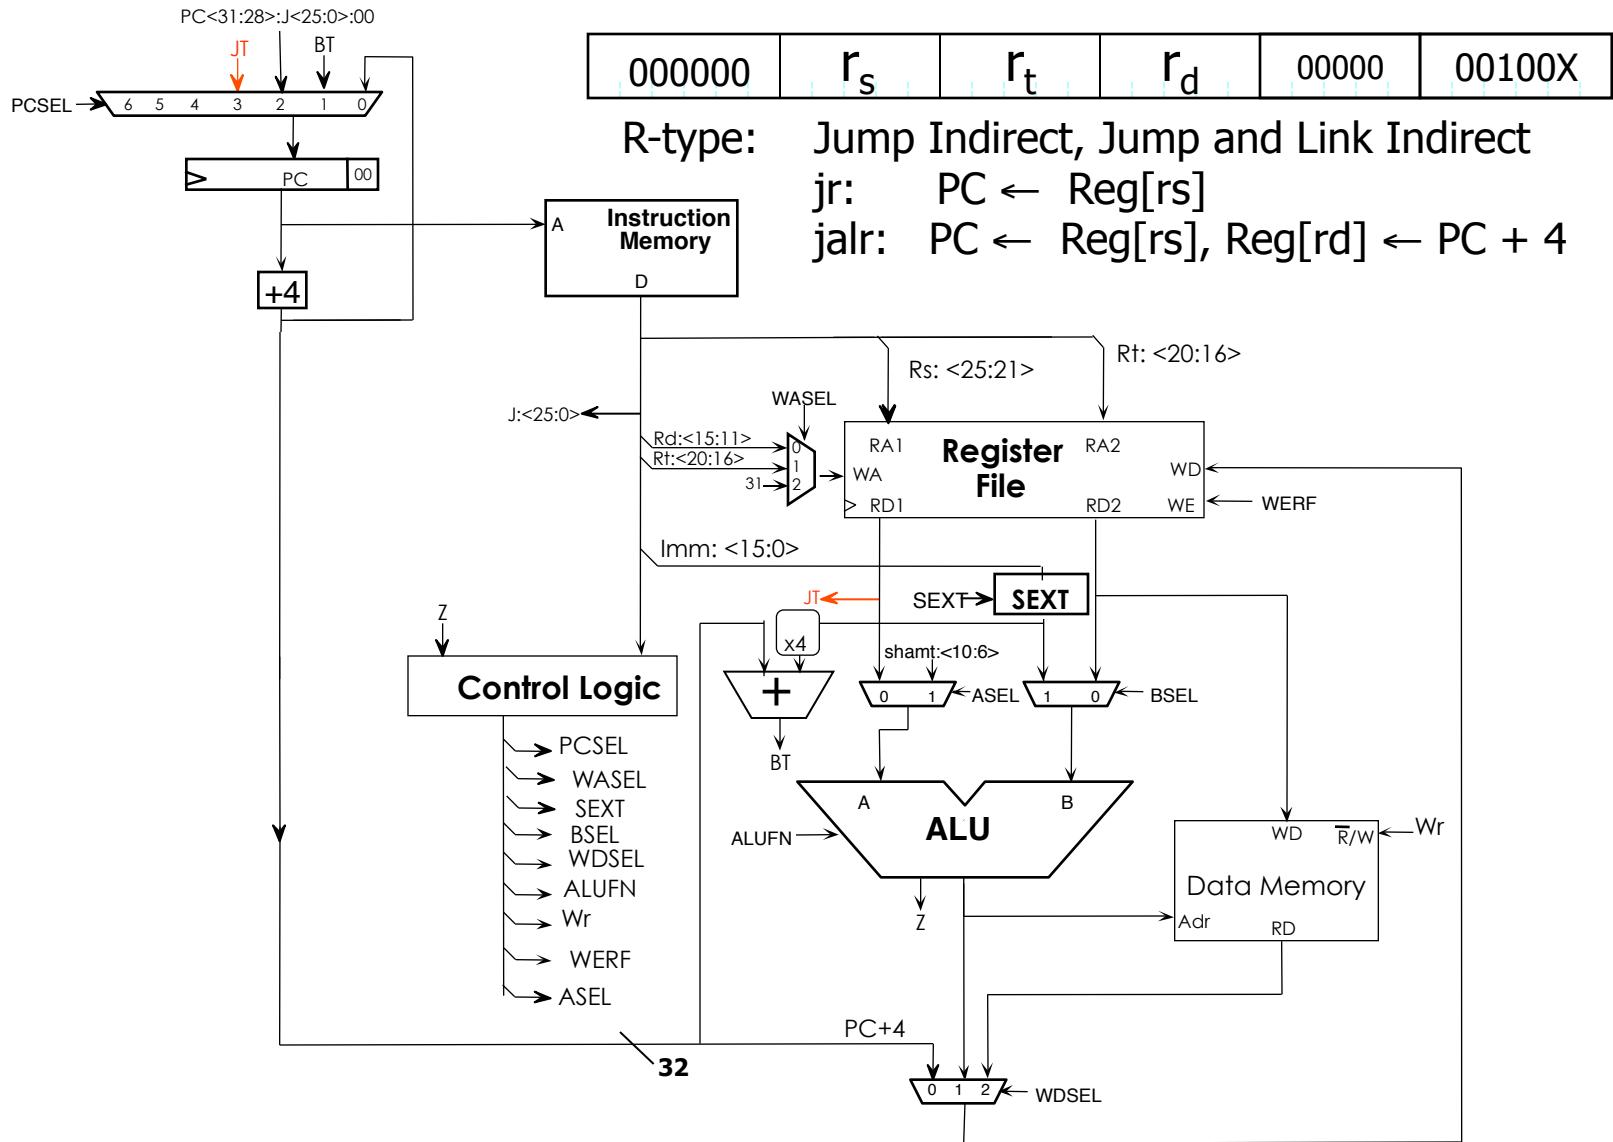 PC<31:28>:J<25:0>:00
JT
BT
PCSEL
6 5 4 3 2 1 0
PC
00
+4
000000 rs rt rd 00000 00100X
R-type: Jump Indirect, Jump and Link Indirect
jr: PC ← Reg[rs]
jalr: PC ← Reg[rs], Reg[rd] ← PC + 4
A
Instruction
Memory
D
Rs: <25:21>
Rt: <20:16>
J:<25:0>
WASEL
Rd:<15:11>
Rt:<20:16>
31
0
1
2
RA1
Register
File
RA2
WA
WD
RD1
RD2
WE
WERF
Imm: <15:0>
JT
SEXT
SEXT
x4
shamt:<10:6>
Z
Control Logic
+
0 1
ASEL
1 0
BSEL
BT
PCSEL
WASEL
SEXT
BSEL
WDSEL
ALUFN
Wr
WERF
ASEL
A
B
ALU
ALUFN
Z
WD
R/W
Wr
Data Memory
Adr
RD
PC+4
32
0 1 2
WDSEL